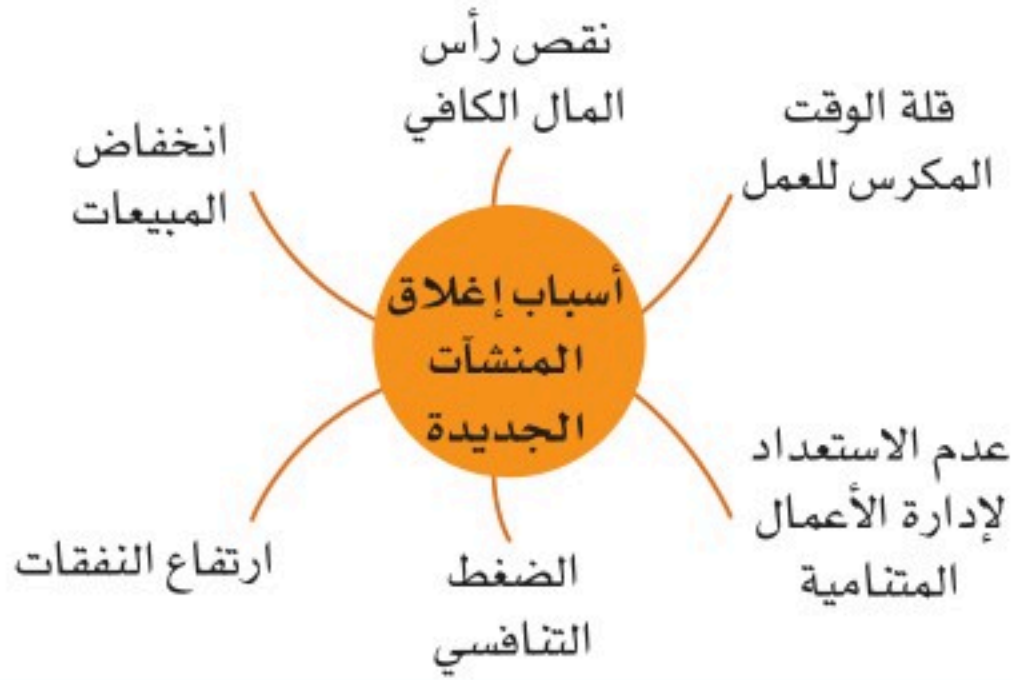 أسباب إغلاق
المنشآت
الجديدة
نقص رأس
المال الكافي
قلة الوقت
المكرس للعمل
عدم الاستعداد
لإدارة الأعمال
المتنامية
الضغط
التنافسي
ارتفاع النفقات
انخفاض
المبيعات